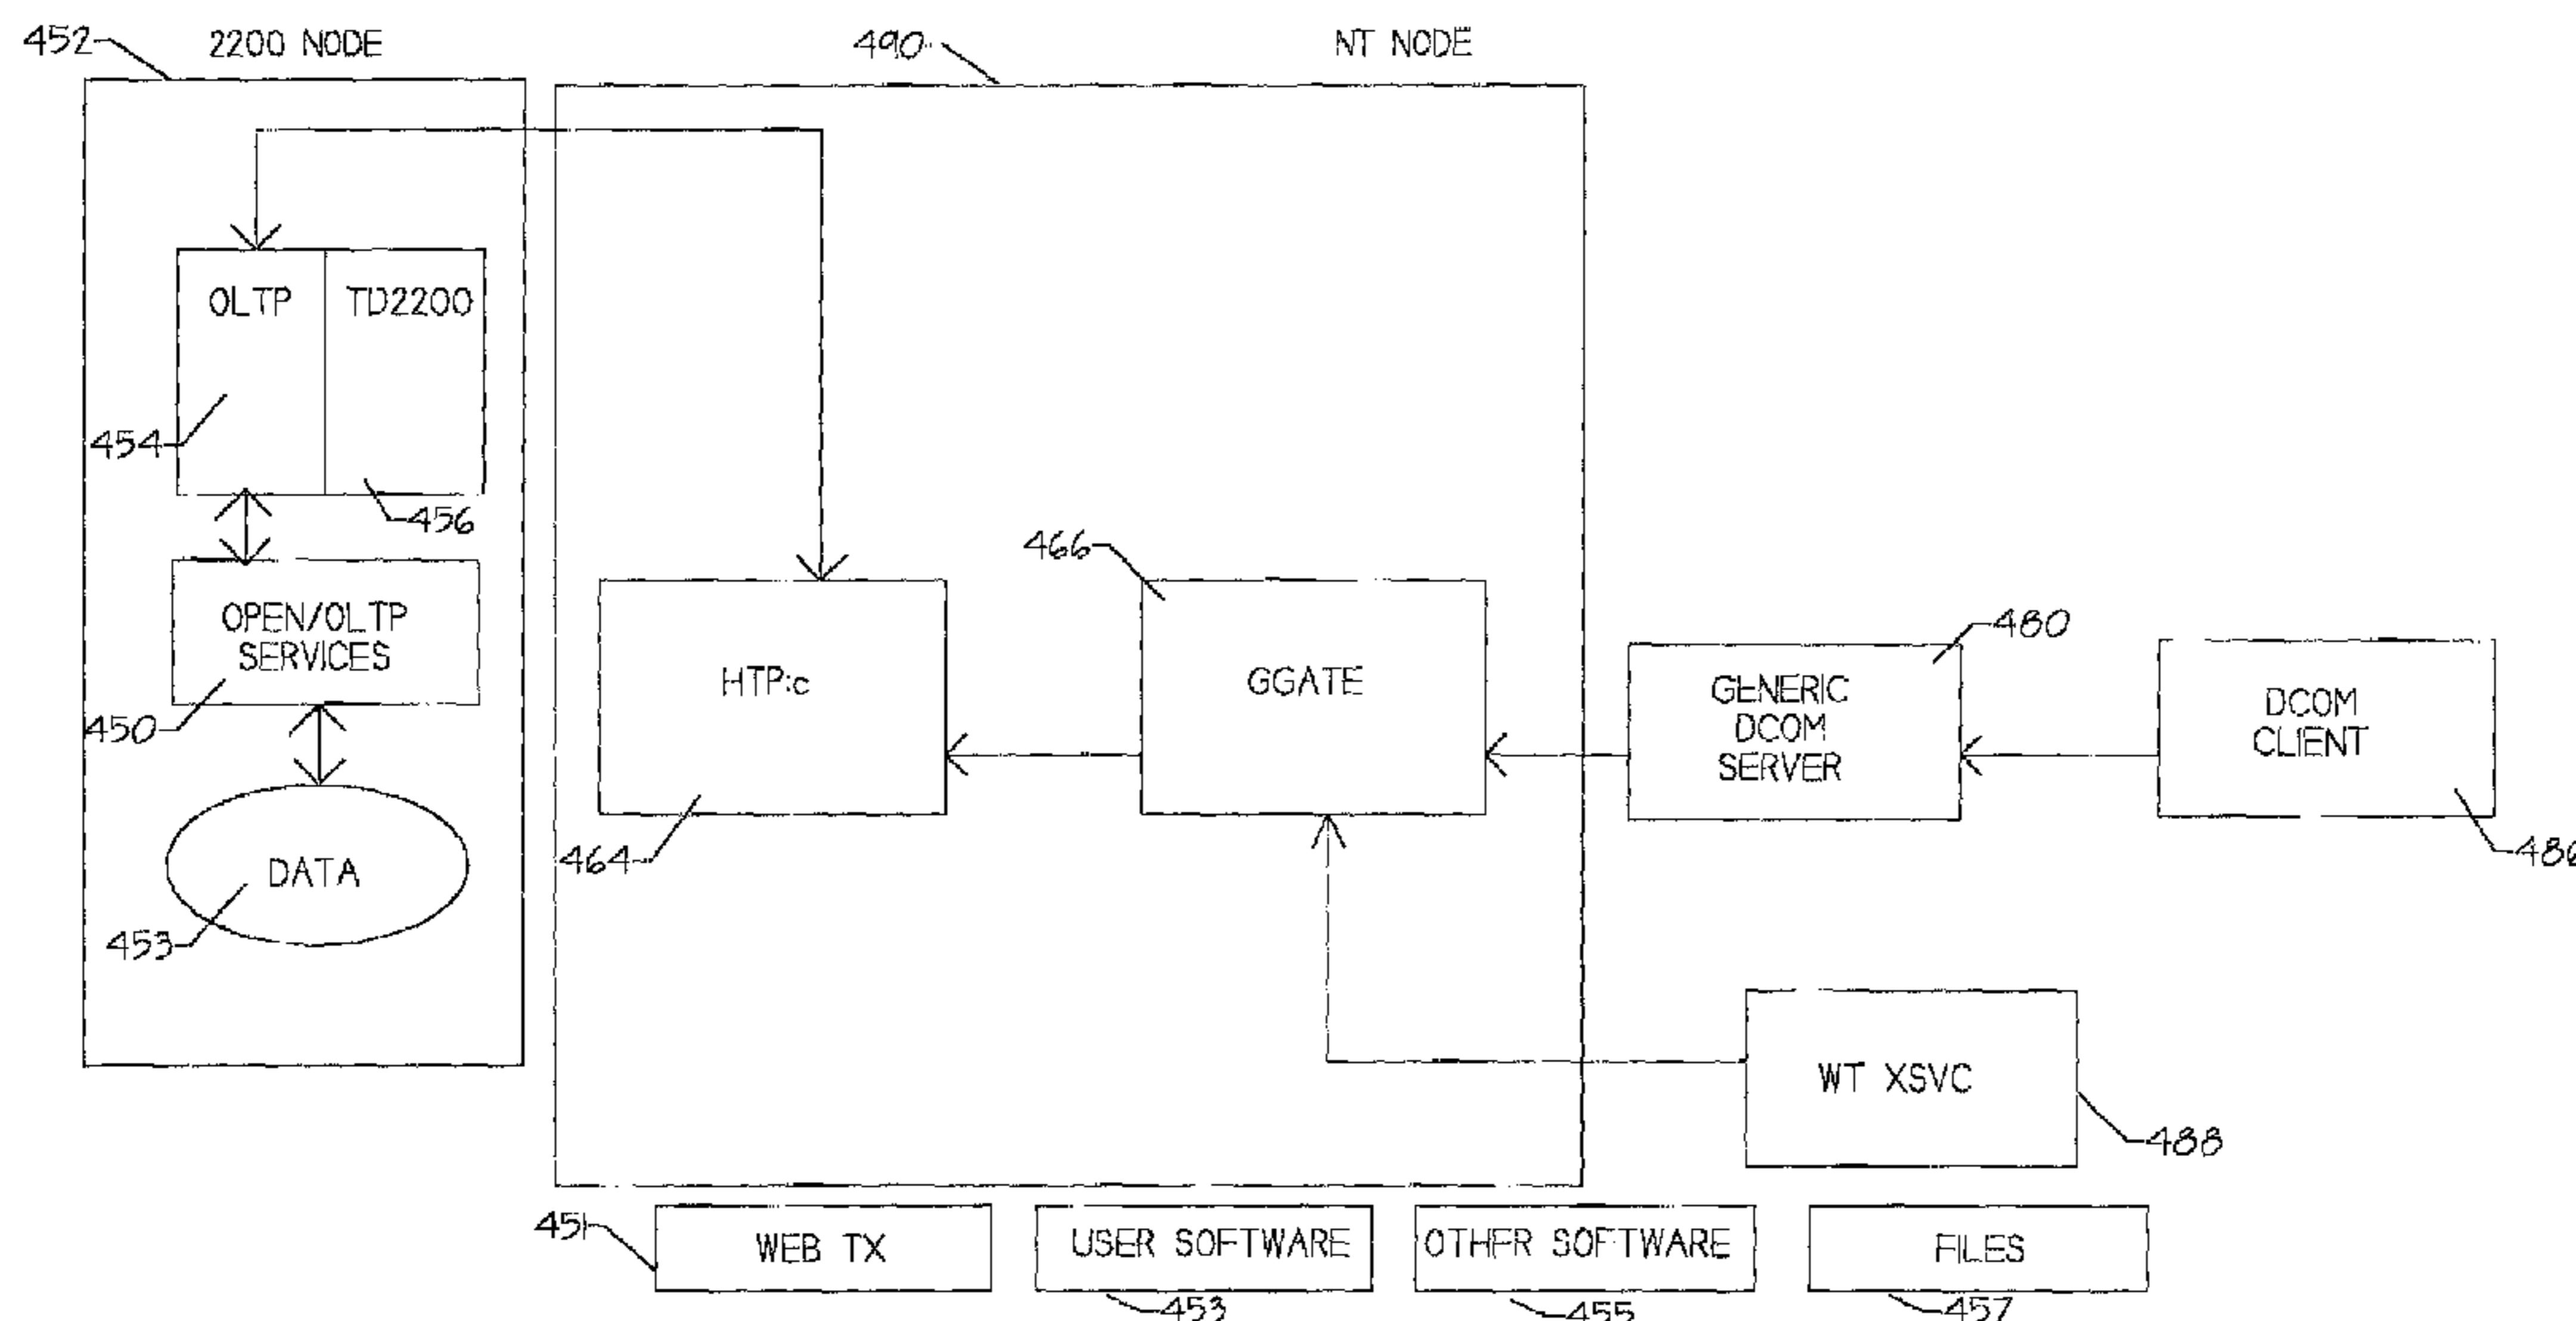 452
2200 NODE
490
NT NODE
OLTP
TD2200
454
456
466
OPEN/OLTP
SERVICES
450
HTP:c
GGATE
480
GENERIC
DCOM
SERVER
DCOM
CLIENT
464
486
DATA
453
WT XSVC
488
451
WEB TX
USER SOFTWARE
OTHER SOFTWARE
FILES
453
455
457